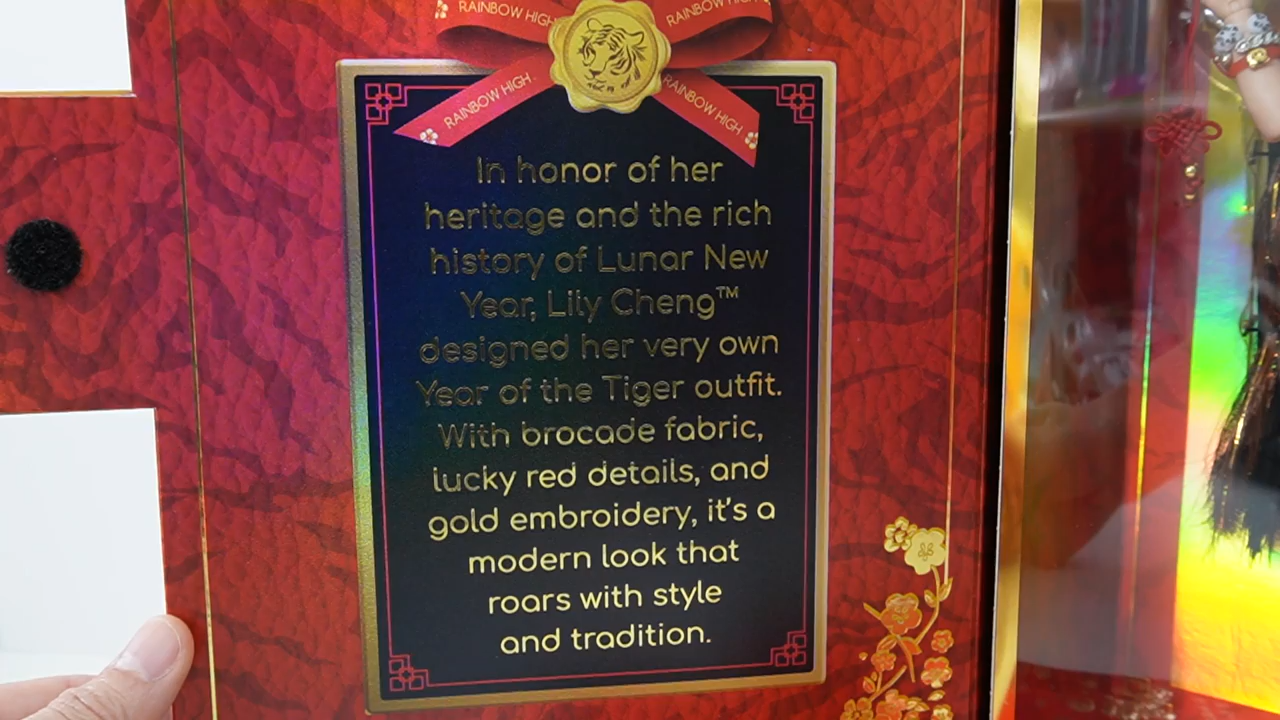 RAINBOW HIGH
RAINBOW HIGH
RAINBOW HIGH
RAINBOW HIGH
In honor of her
heritage and the rich
history of Lunar New
Year, Lily Cheng™
designed her very own
Year of the Tiger outfit.
With brocade fabric,
lucky red details, and
gold embroidery, it's a
modern look that
roars with style
and tradition.